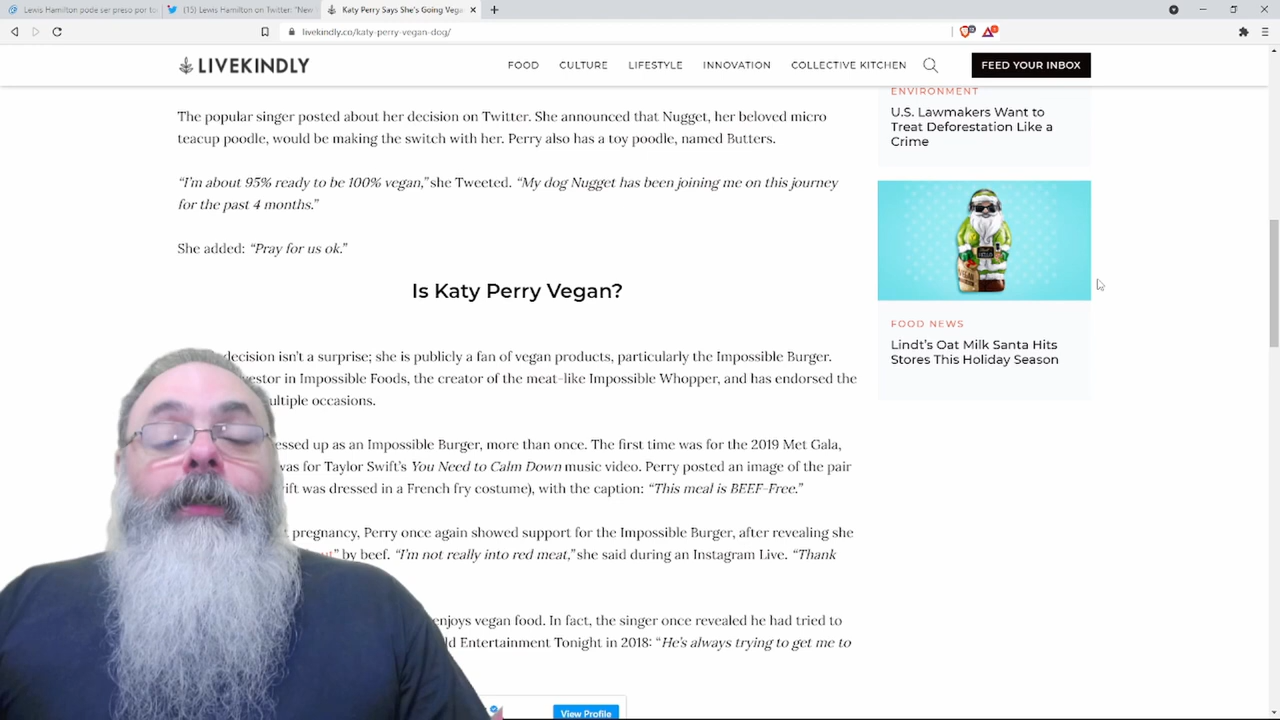 Lewis Hamilton pode ser preso por to
(15) Lewis Hamilton on Twitter: "New
Katy Perry Says She's Going Vega
livekindly.co/katy-perry-vegan-dog/
LIVEKINDLY
FOOD CULTURE LIFESTYLE INNOVATION COLLECTIVE KITCHEN
FEED YOUR INBOX
The popular singer posted about her decision on Twitter. She announced that Nugget, her beloved micro
teacup poodle, would be making the switch with her. Perry also has a toy poodle, named Butters.
“I’m about 95% ready to be 100% vegan,” she Tweeted. “My dog Nugget has been joining me on this journey
for the past 4 months.”
She added: “Pray for us ok.”
Is Katy Perry Vegan?
decision isn’t a surprise; she is publicly a fan of vegan products, particularly the Impossible Burger.
estor in Impossible Foods, the creator of the meat-like Impossible Whopper, and has endorsed the
ultiple occasions.
essed up as an Impossible Burger, more than once. The first time was for the 2019 Met Gala,
was for Taylor Swift’s You Need to Calm Down music video. Perry posted an image of the pair
ift was dressed in a French fry costume), with the caption: “This meal is BEEF-Free.”
pregnancy, Perry once again showed support for the Impossible Burger, after revealing she
ut” by beef. “I’m not really into red meat,” she said during an Instagram Live. “Thank
enjoys vegan food. In fact, the singer once revealed he had tried to
ld Entertainment Tonight in 2018: “He’s always trying to get me to
View Profile
ENVIRONMENT
U.S. Lawmakers Want to
Treat Deforestation Like a
Crime
HELLO
FOOD NEWS
Lindt’s Oat Milk Santa Hits
Stores This Holiday Season